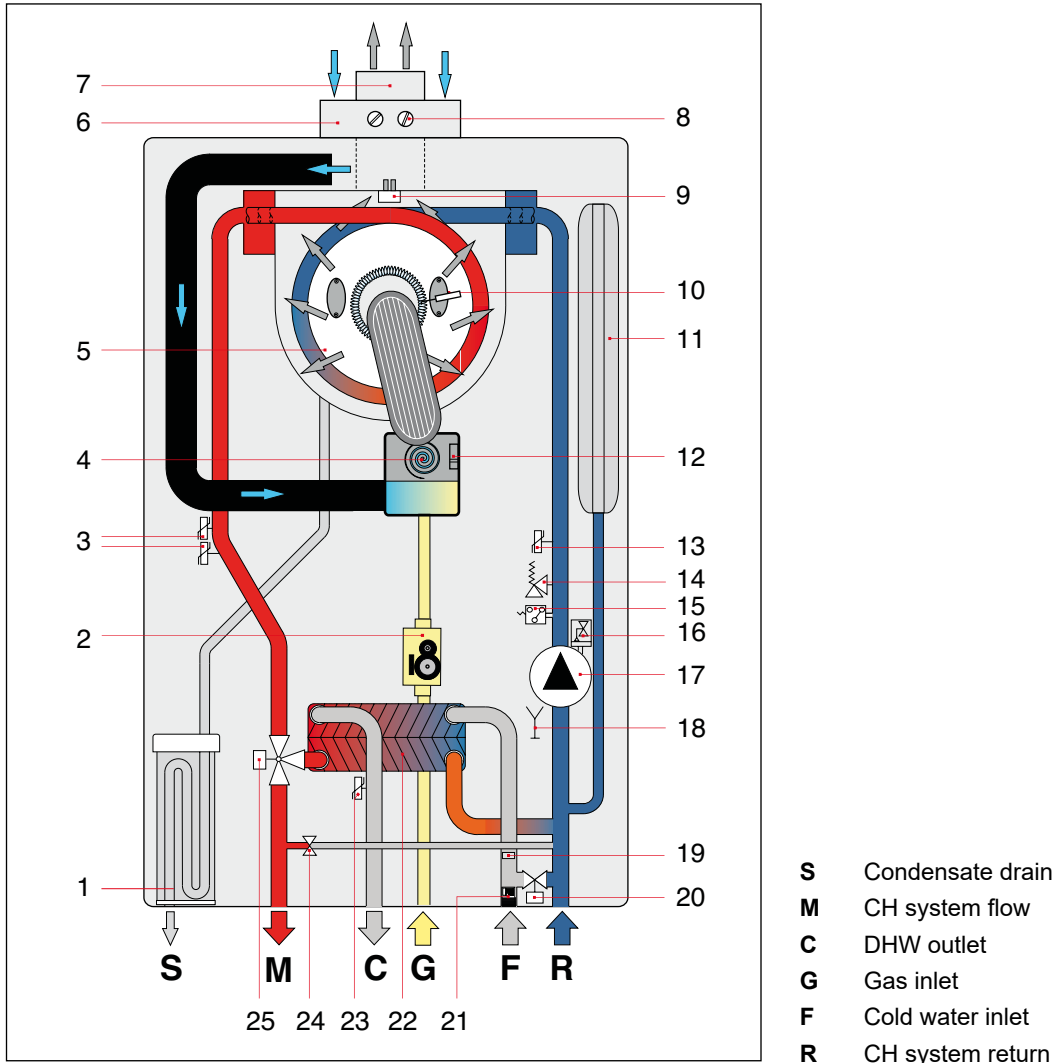 7
6
8
9
10
5
11
4
12
3
13
14
15
2
16
17
18
19
1
20
S M C G F R
25 24 23 22 21
S Condensate drain
M CH system flow
C DHW outlet
G Gas inlet
F Cold water inlet
R CH system return